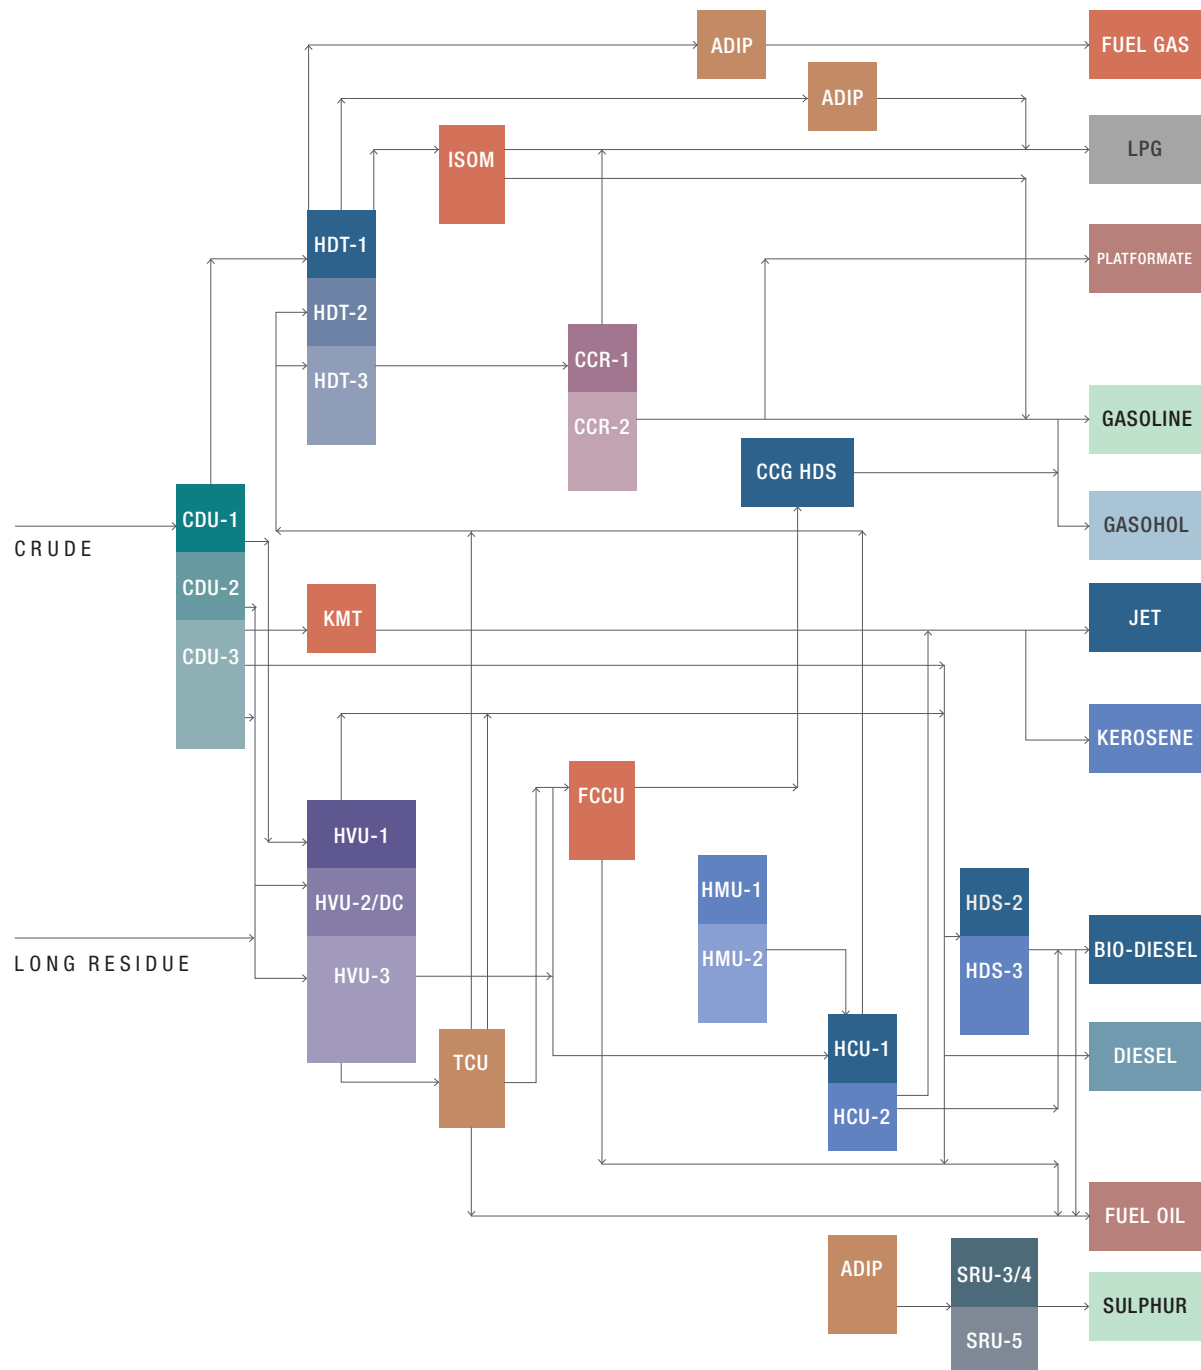 ADIP
FUEL GAS
ADIP
ISOM
LPG
HDT-1
PLATFORMATE
HDT-2
HDT-3
CCR-1
CCR-2
GASOLINE
CCG HDS
CDU-1
GASOHOL
CRUDE
CDU-2
KMT
JET
CDU-3
KEROSENE
FCCU
HVU-1
HMU-1
HVU-2/DC
HDS-2
BIO-DIESEL
LONG RESIDUE
HVU-3
HMU-2
HDS-3
TCU
HCU-1
DIESEL
HCU-2
FUEL OIL
ADIP
SRU-3/4
SULPHUR
SRU-5